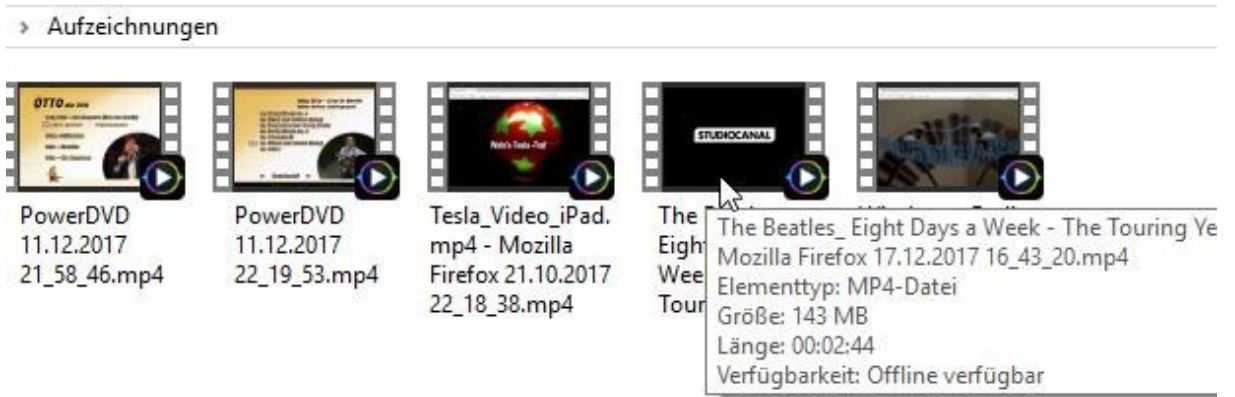 > Aufzeichnungen
OTTO
STUDIOCANAL
PowerDVD
11.12.2017
21_58_46.mp4
PowerDVD
11.12.2017
22_19_53.mp4
Tesla_Video_iPad.
mp4 - Mozilla
Firefox 21.10.2017
22_18_38.mp4
The
Eight
Wee
Tour
The Beatles_ Eight Days a Week - The Touring Ye
Mozilla Firefox 17.12.2017 16_43_20.mp4
Elementtyp: MP4-Datei
Größe: 143 MB
Länge: 00:02:44
Verfügbarkeit: Offline verfügbar